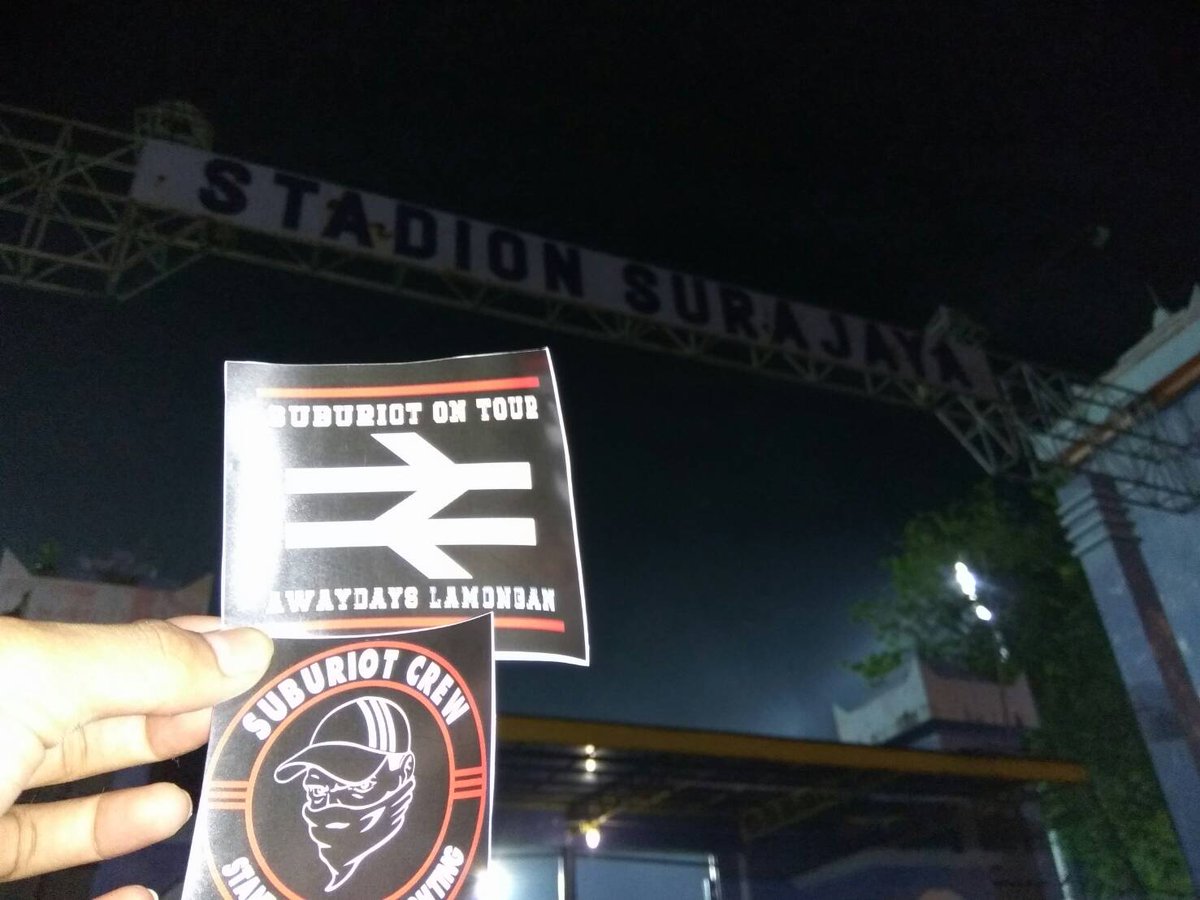 STADION SURAJAYA
SUBURIOT ON TOUR
AWAYDAYS LAMONGAN
SUBURIOT CREW